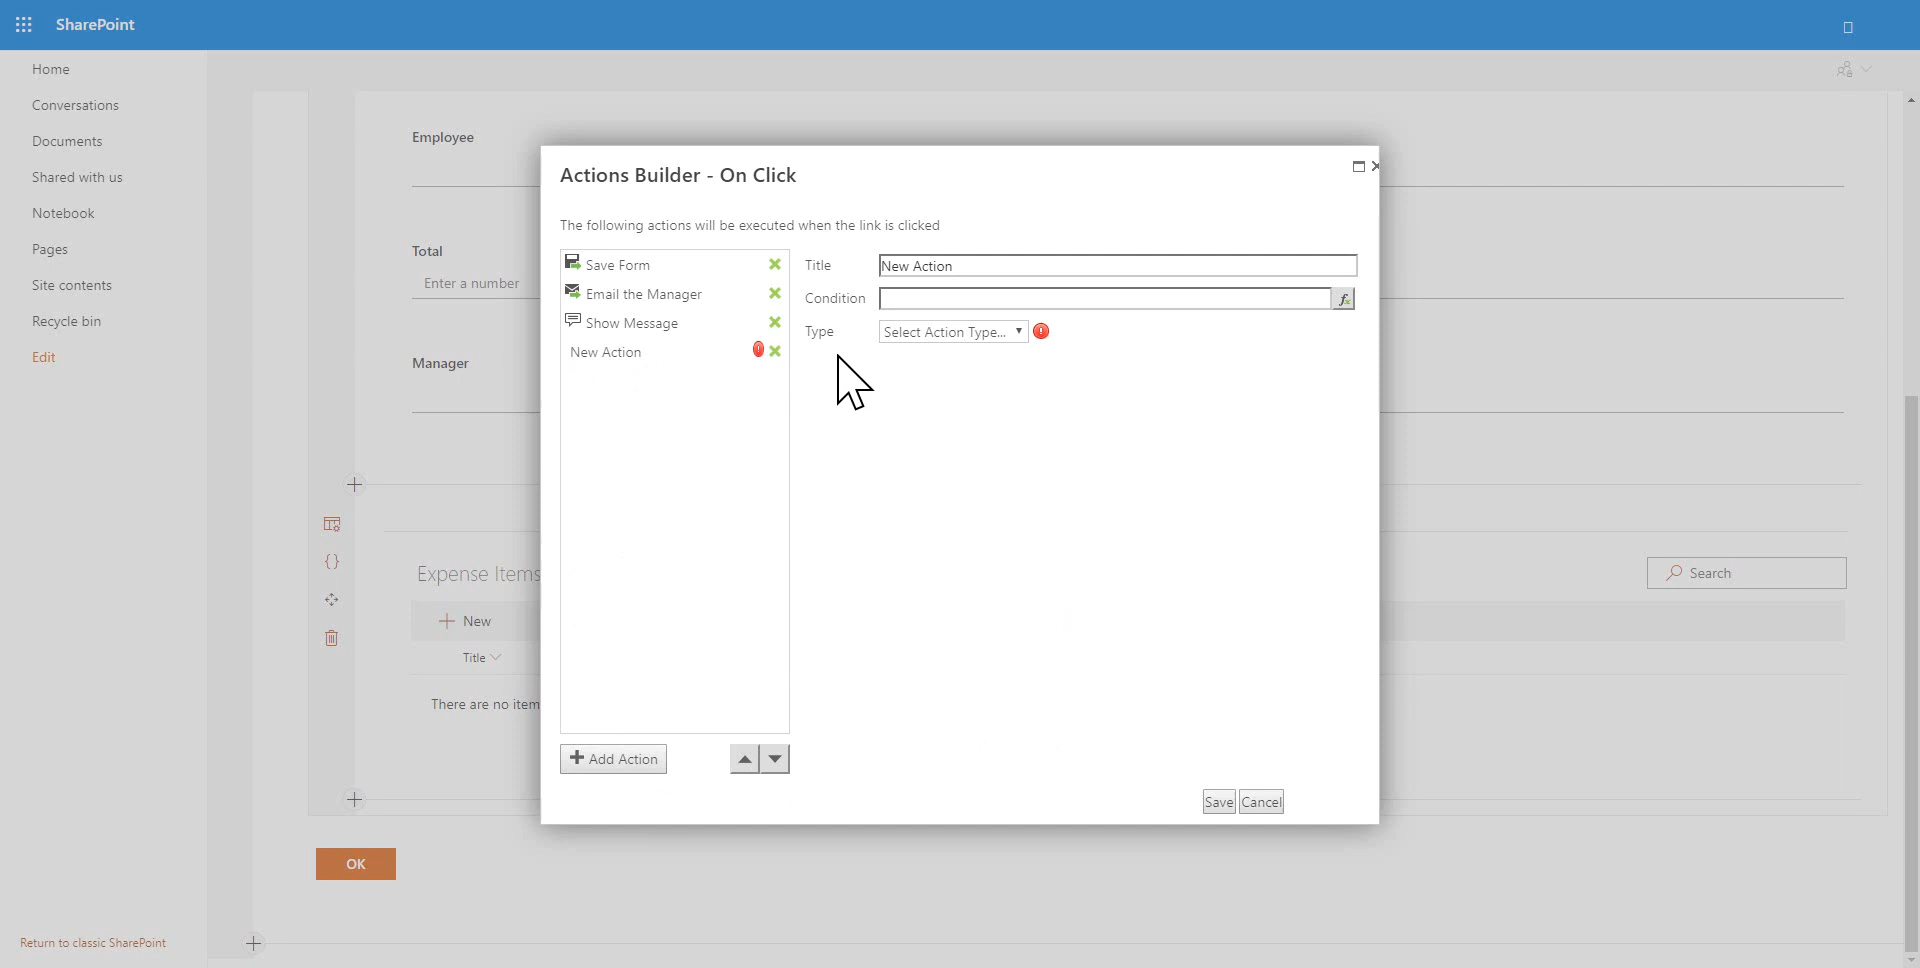 SharePoint
Home
Conversations
Documents
Shared with us
Notebook
Pages
Site contents
Recycle bin
Edit
Return to classic SharePoint
Employee
Total
Enter a number
Manager
Expense Items
Search
New
Title
There are no item
OK
Actions Builder - On Click
The following actions will be executed when the link is clicked
Save Form
Email the Manager
Show Message
New Action
Title
New Action
Condition
fx
Type
Select Action Type...
Add Action
Save
Cancel